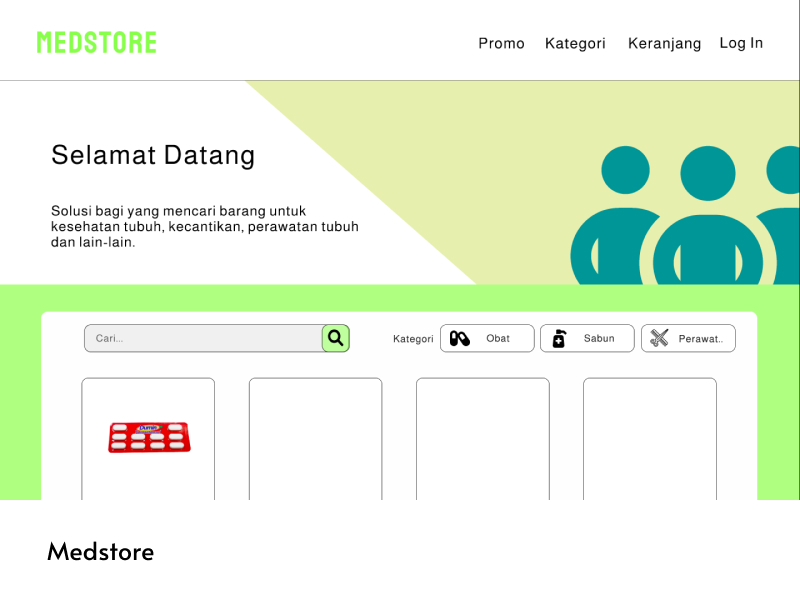 MEDSTORE
Promo Kategori Keranjang Log In
Selamat Datang
Solusi bagi yang mencari barang untuk
kesehatan tubuh, kecantikan, perawatan tubuh
dan lain-lain.
Cari... Kategori Obat Sabun Perawat..
Medstore